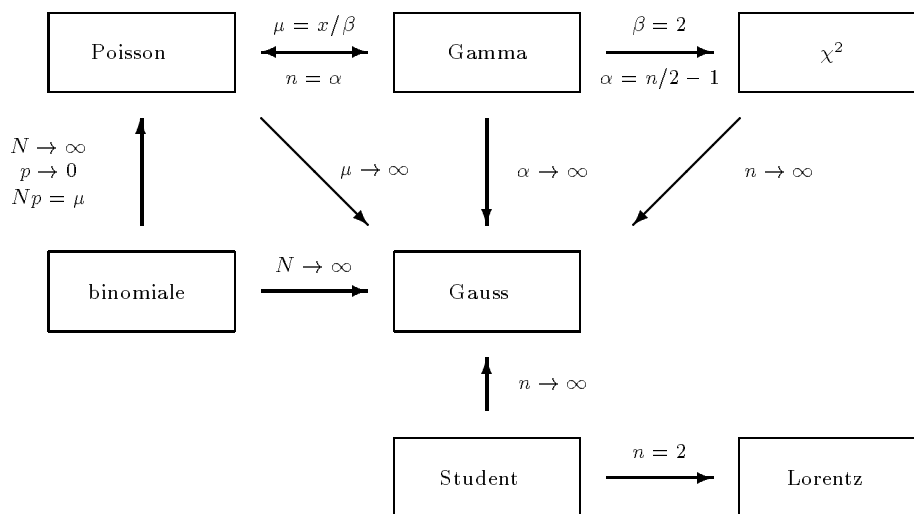 μ = x/β
β = 2
Poisson
Gamma
χ²
n = α
α = n/2 − 1
N → ∞
p → 0
Np = μ
μ → ∞
α → ∞
n → ∞
N → ∞
binomiale
Gauss
n → ∞
n = 2
Student
Lorentz